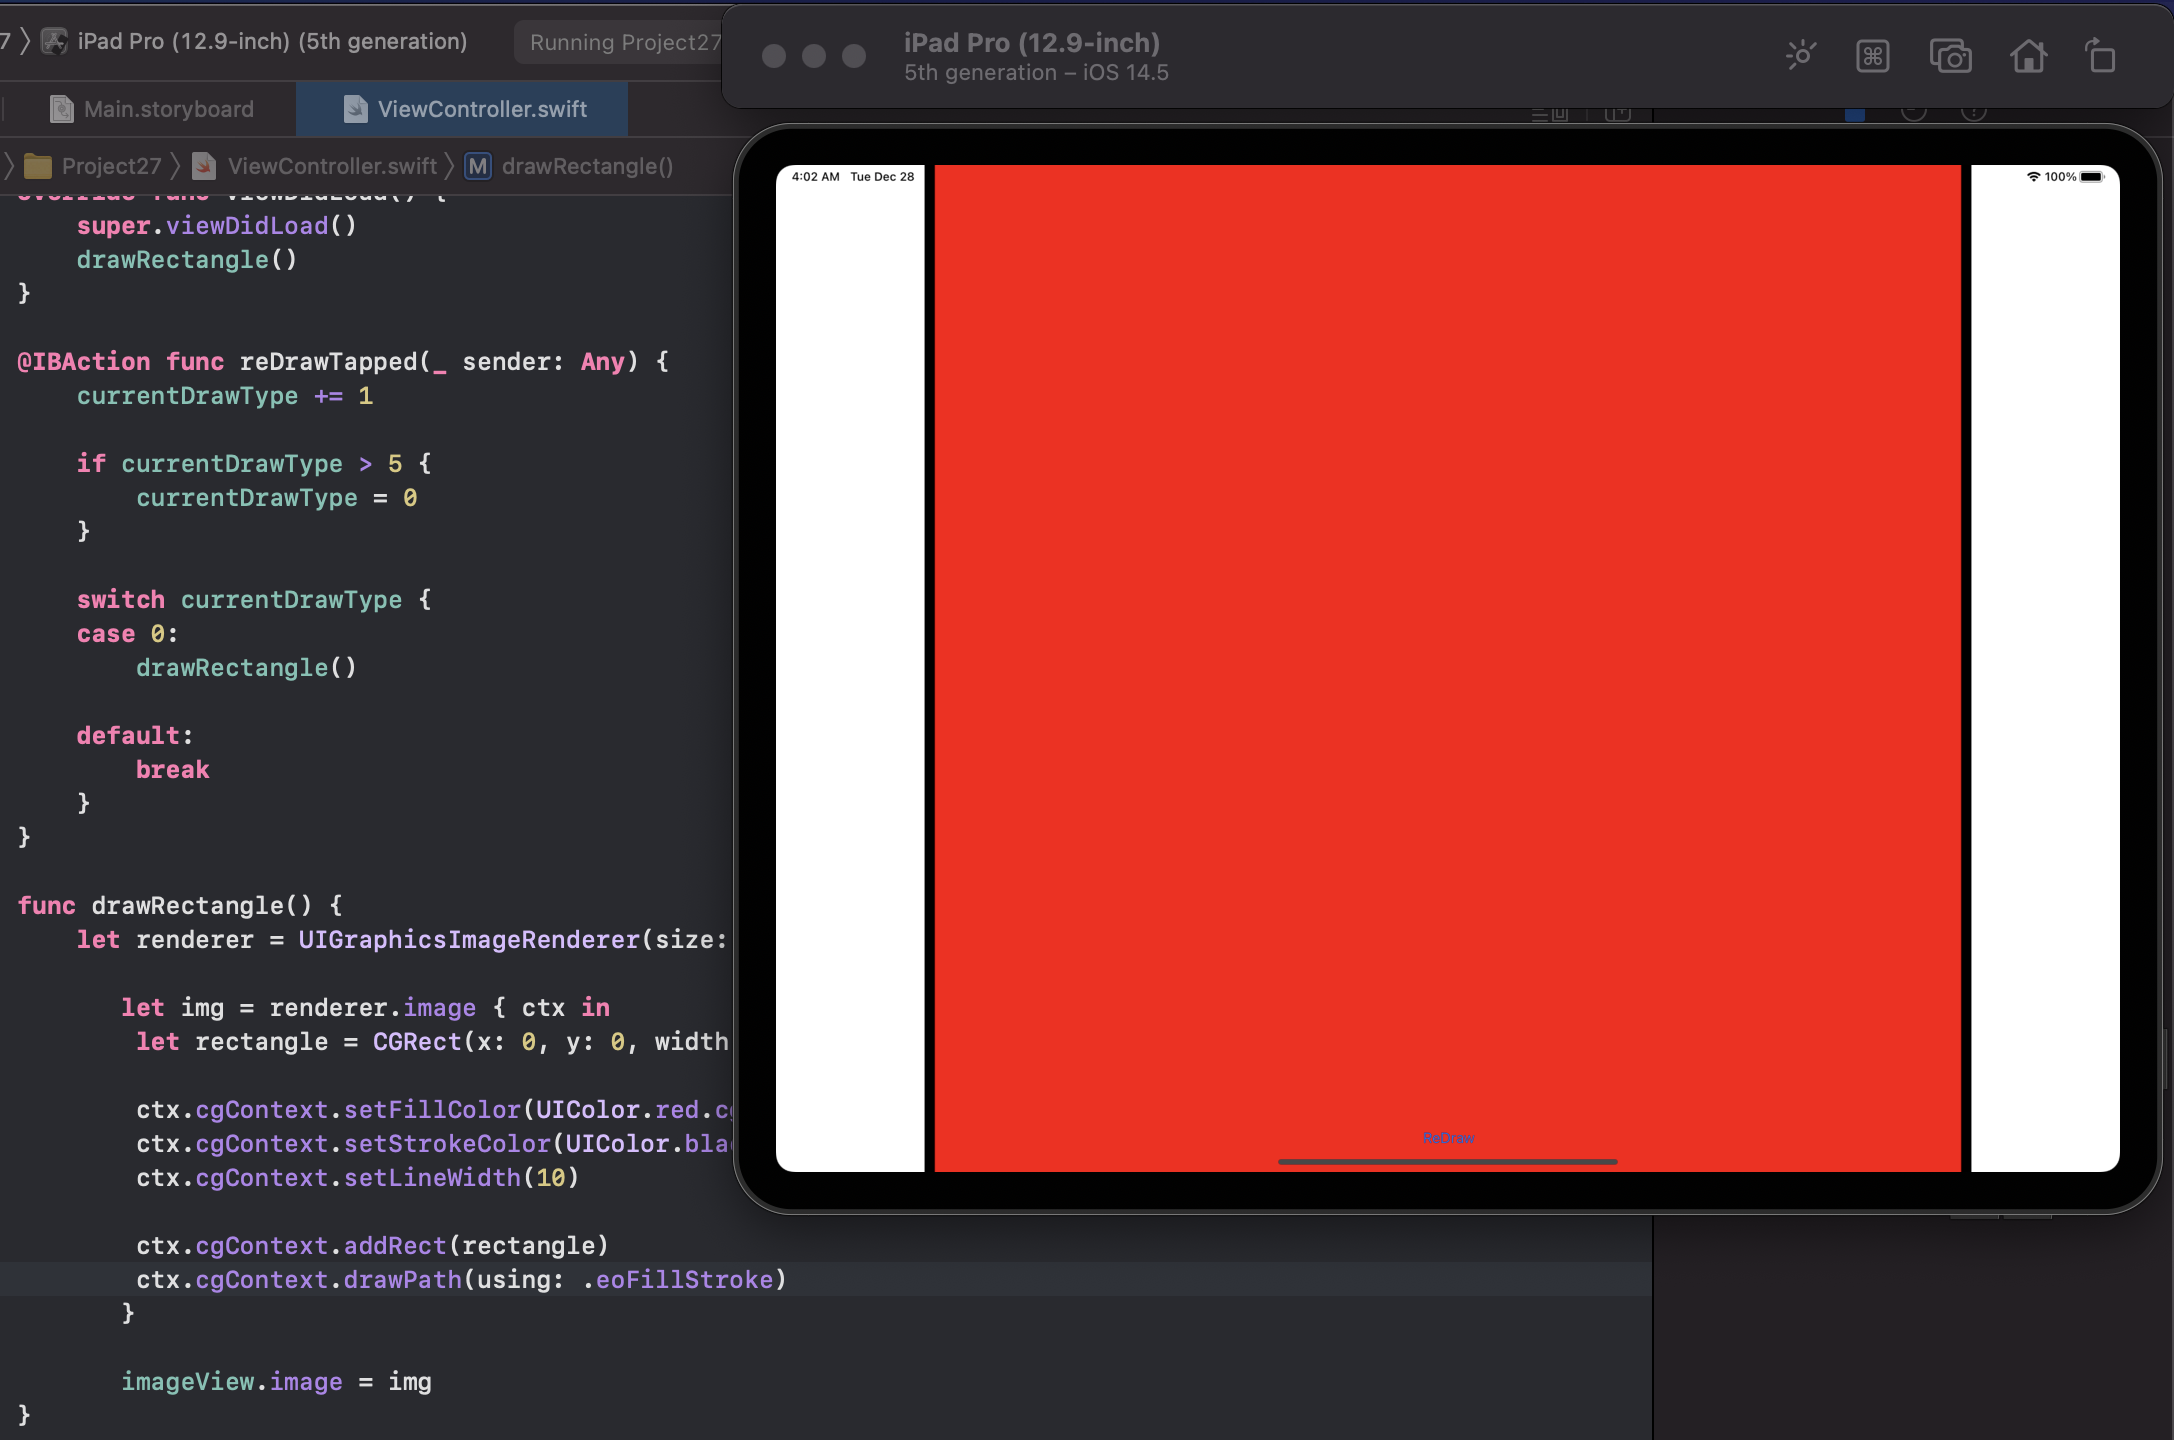 7 〉 iPad Pro (12.9-inch) (5th generation)
Running Project27
iPad Pro (12.9-inch)
5th generation – iOS 14.5
Main.storyboard
ViewController.swift
Project27 〉 ViewController.swift 〉 M drawRectangle()
override func viewDidLoad() {
super.viewDidLoad()
drawRectangle()
}
@IBAction func reDrawTapped(_ sender: Any) {
currentDrawType += 1
if currentDrawType > 5 {
currentDrawType = 0
}
switch currentDrawType {
case 0:
drawRectangle()
default:
break
}
}
func drawRectangle() {
let renderer = UIGraphicsImageRenderer(size:
let img = renderer.image { ctx in
let rectangle = CGRect(x: 0, y: 0, width
ctx.cgContext.setFillColor(UIColor.red.cg
ctx.cgContext.setStrokeColor(UIColor.bla
ctx.cgContext.setLineWidth(10)
ctx.cgContext.addRect(rectangle)
ctx.cgContext.drawPath(using: .eoFillStroke)
}
imageView.image = img
}
4:02 AM Tue Dec 28
100%
ReDraw